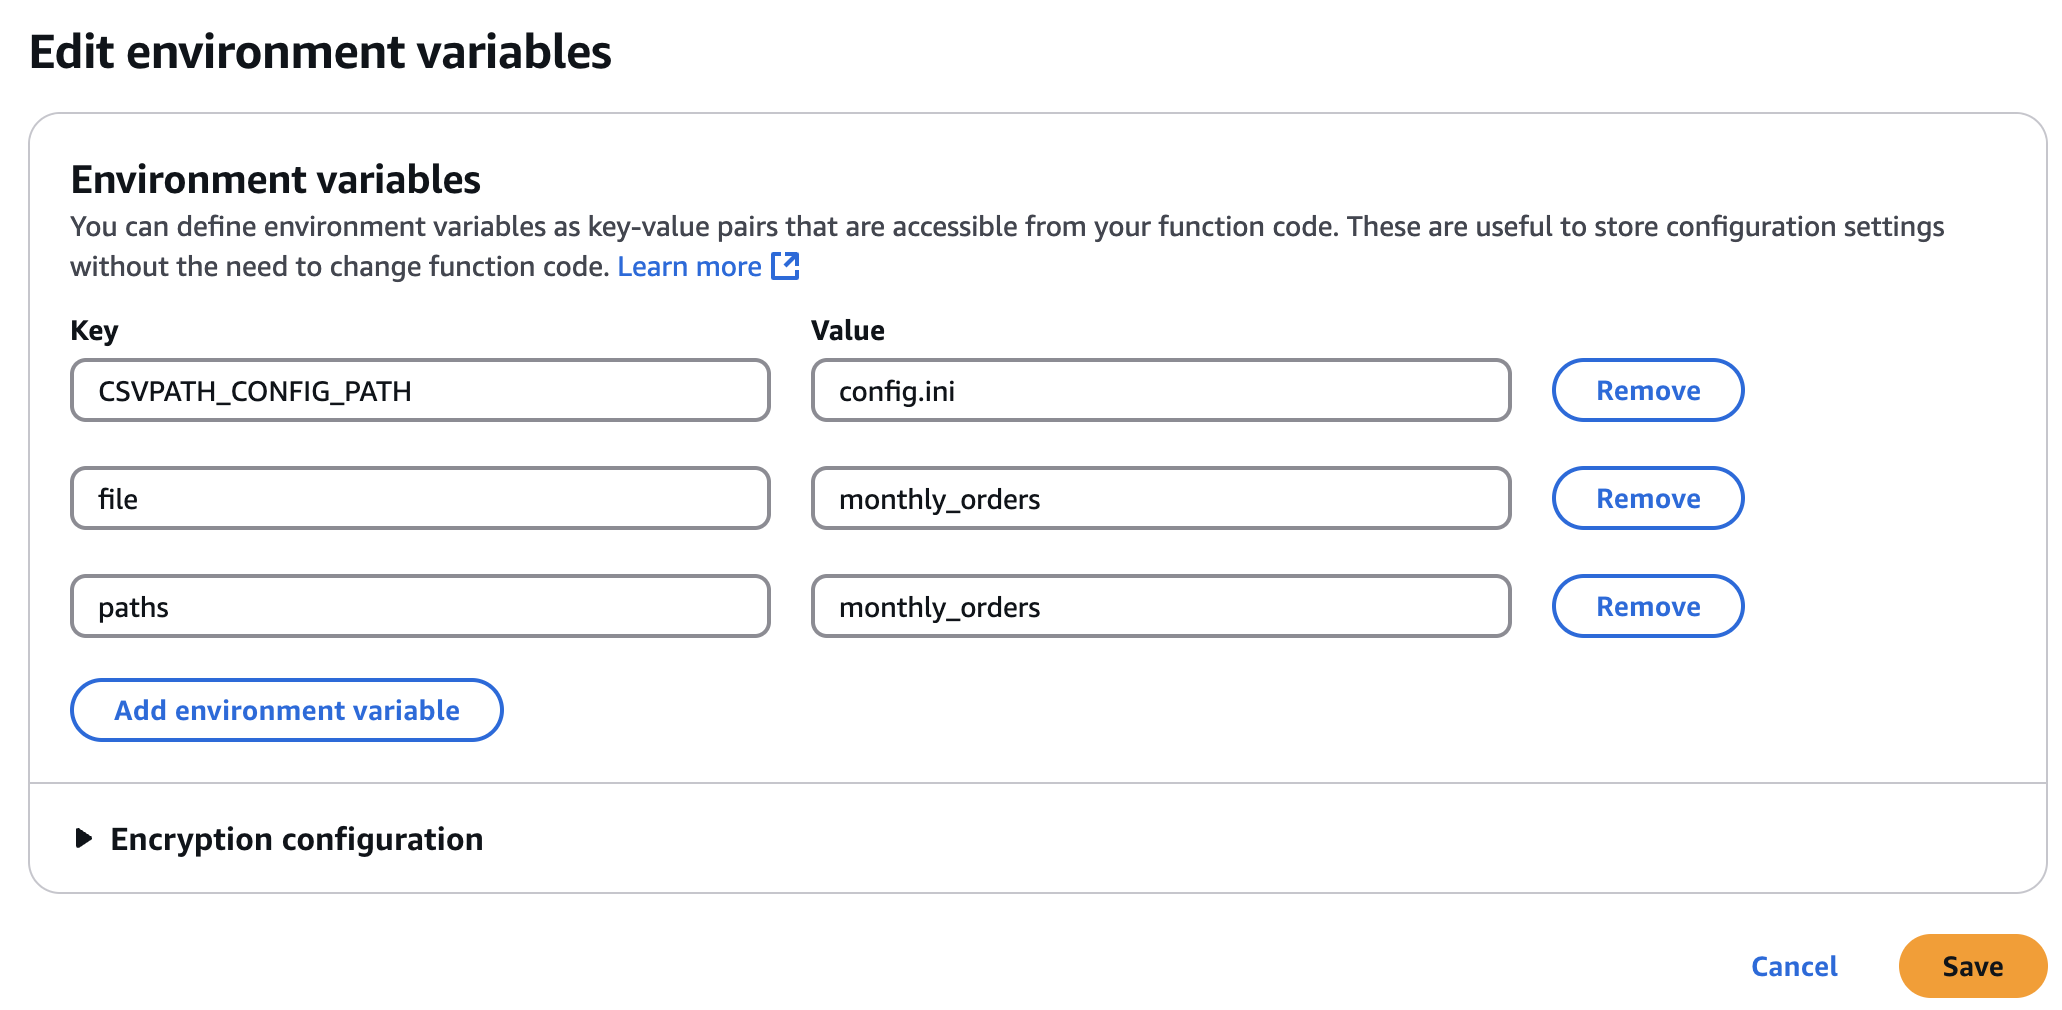 Edit environment variables
Environment variables
You can define environment variables as key-value pairs that are accessible from your function code. These are useful to store configuration settings
without the need to change function code. Learn more
Key Value
CSVPATH_CONFIG_PATH config.ini Remove
file monthly_orders Remove
paths monthly_orders Remove
Add environment variable
Encryption configuration
Cancel Save